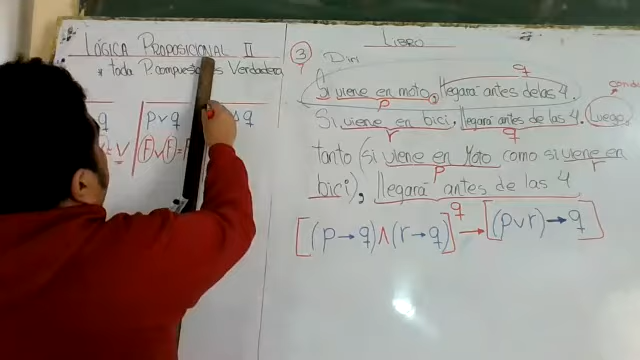 LÓGICA PROPOSICIONAL II
toda P. compuesta es Verdadera
q
p∨q
q
V
F∨F=F
LIBRO
3
q
Si viene en moto, llegará antes de las 4.
p
Si viene en bici, llegará antes de las 4. Luego,
r
q
tanto (si viene en Moto como si viene en
p
r
bici), llegará antes de las 4
q
[(p→q)∧(r→q)]→[(p∨r)→q]